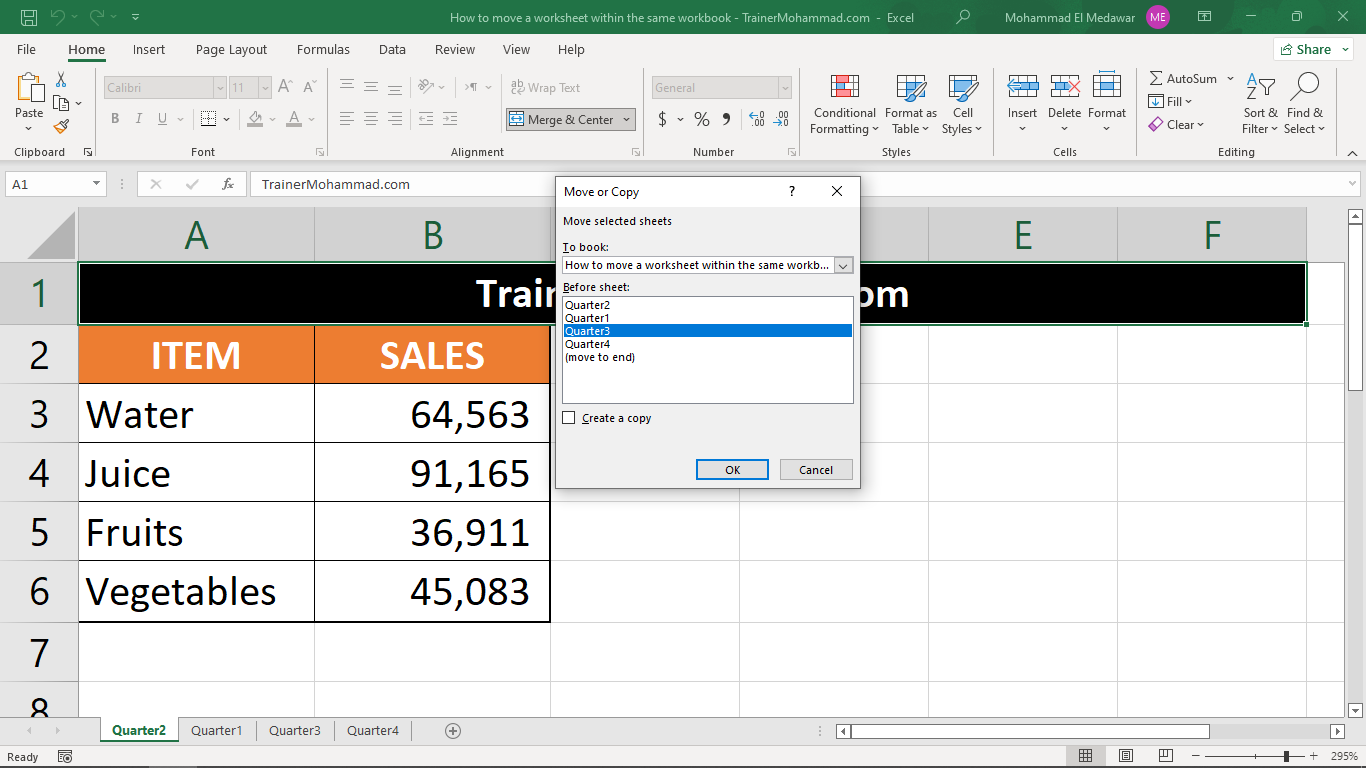 How to move a worksheet within the same workbook - TrainerMohammad.com - Excel
Mohammad El Medawar ME
File Home Insert Page Layout Formulas Data Review View Help Share
Paste
Clipboard
Calibri 11
B I U A
Font
ab Wrap Text
Merge & Center
Alignment
General
$ % 9
Number
Conditional Formatting
Format as Table
Cell Styles
Styles
Insert Delete Format
Cells
AutoSum
Fill
Clear
Sort & Filter
Find & Select
Editing
A1 fx TrainerMohammad.com
A B E F
1 Train om
2 ITEM SALES
3 Water 64,563
4 Juice 91,165
5 Fruits 36,911
6 Vegetables 45,083
7
8
Move or Copy ?
Move selected sheets
To book:
How to move a worksheet within the same workb...
Before sheet:
Quarter2
Quarter1
Quarter3
Quarter4
(move to end)
Create a copy
OK Cancel
Quarter2 Quarter1 Quarter3 Quarter4
Ready 295%